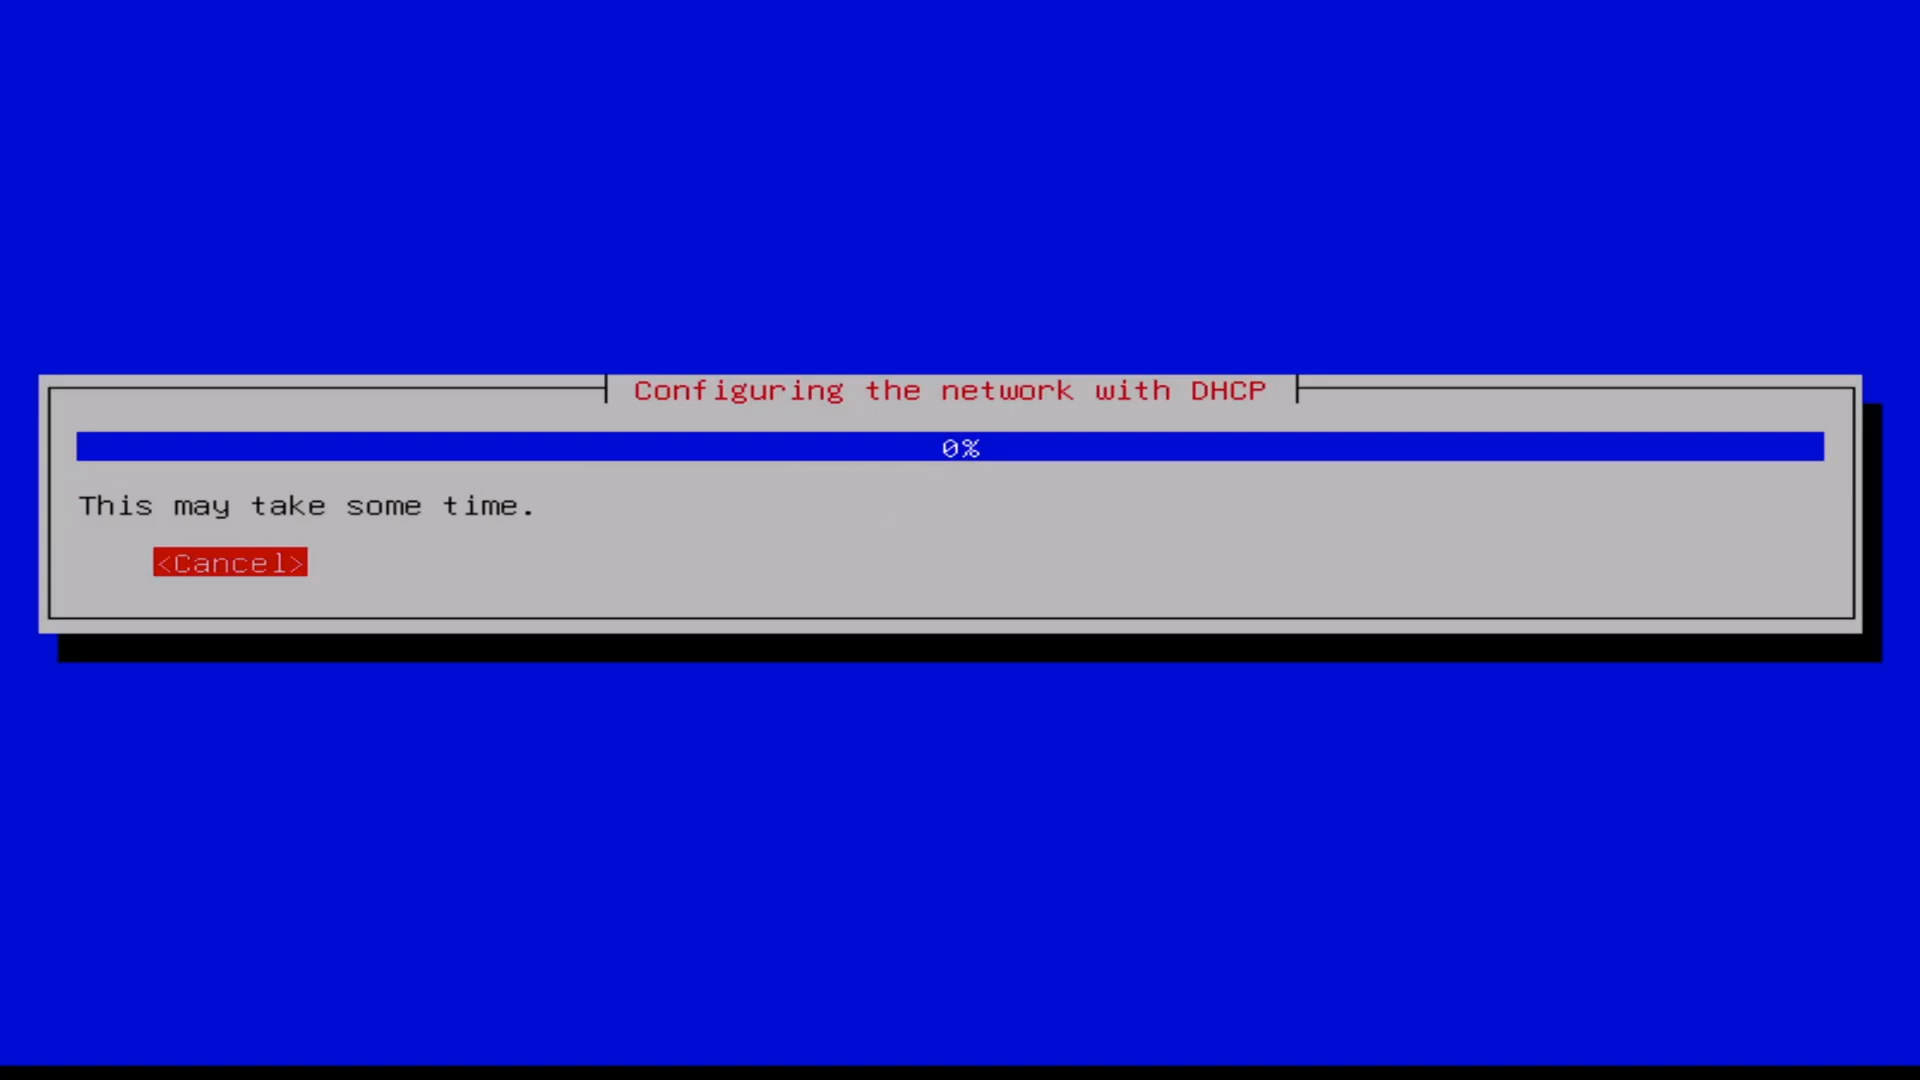 Configuring the network with DHCP
0%
This may take some time.
<Cancel>